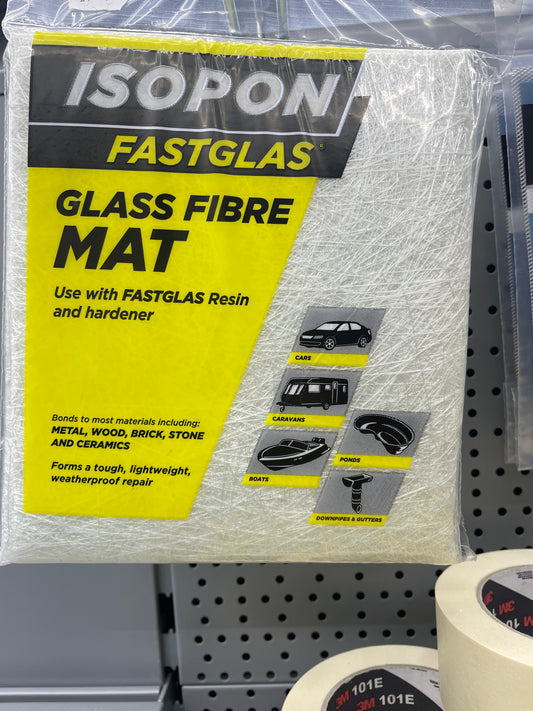 ISOPON
FASTGLAS®
GLASS FIBRE
MAT
Use with FASTGLAS Resin
and hardener
CARS
CARAVANS
Bonds to most materials including:
METAL, WOOD, BRICK, STONE
AND CERAMICS
Forms a tough, lightweight,
weatherproof repair
BOATS
PONDS
DOWNPIPES & GUTTERS
3M
3M 101E
3M 101E